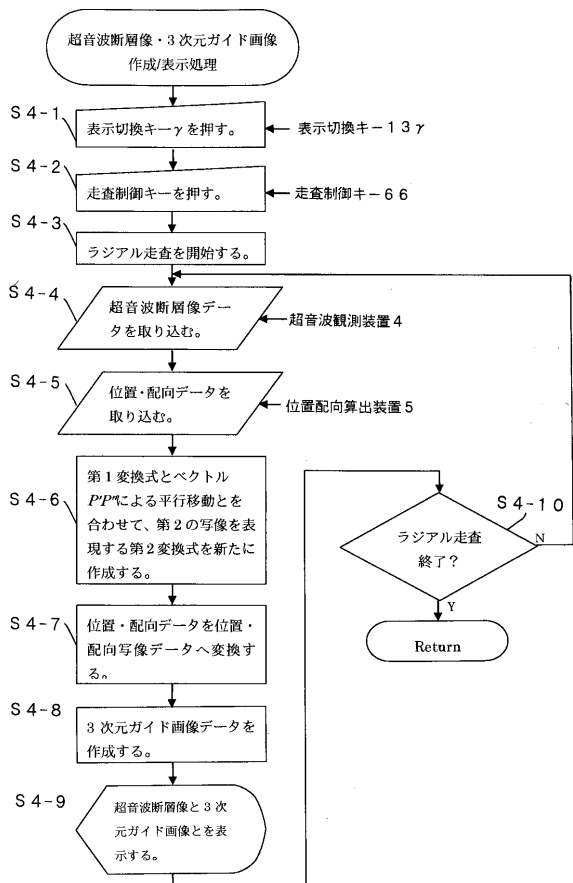 超音波断層像・3次元ガイド画像
作成/表示処理
S4-1
表示切換キーγを押す。
表示切換キー13γ
S4-2
走査制御キーを押す。
走査制御キー66
S4-3
ラジアル走査を開始する。
S4-4
超音波断層像デー
タを取り込む。
超音波観測装置4
S4-5
位置・配向データを
取り込む。
位置配向算出装置5
S4-6
第1変換式とベクトル
P'P''による平行移動とを
合わせて、第2の写像を表
現する第2変換式を新たに
作成する。
S4-7
位置・配向データを位置・
配向写像データへ変換す
る。
S4-8
3次元ガイド画像データを
作成する。
S4-9
超音波断層像と3次
元ガイド画像とを表
示する。
S4-10
ラジアル走査
終了?
N
Y
Return